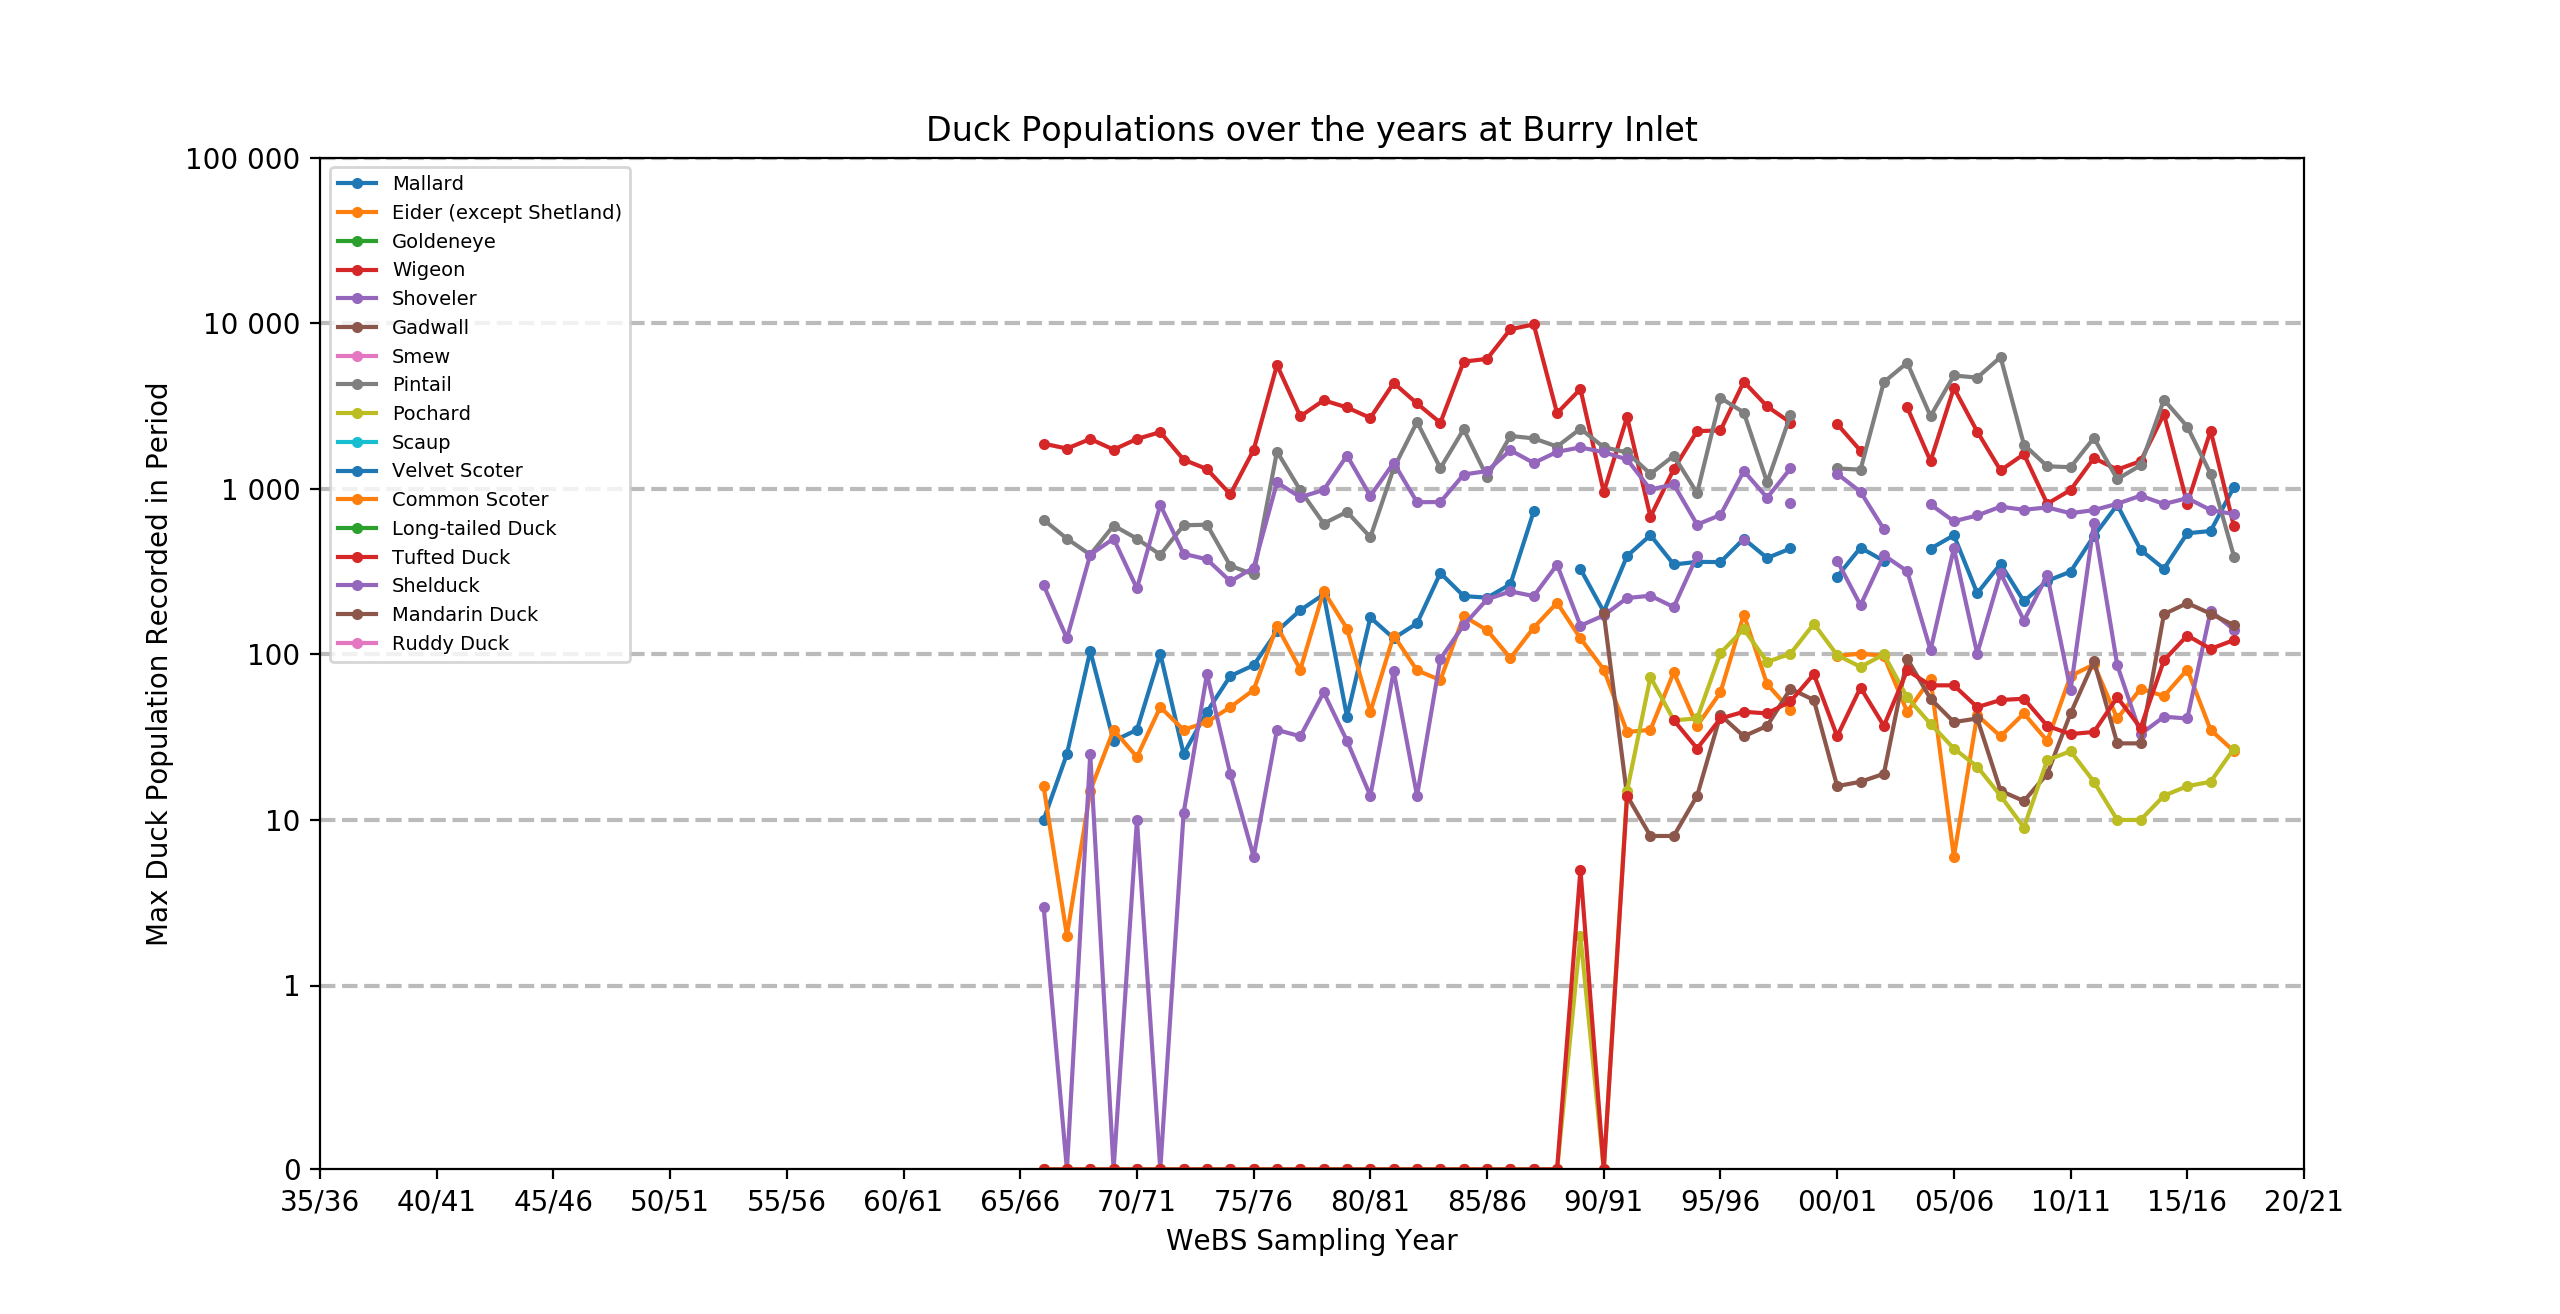 Duck Populations over the years at Burry Inlet
100 000
10 000
1 000
100
10
1
0
Max Duck Population Recorded in Period
Mallard
Eider (except Shetland)
Goldeneye
Wigeon
Shoveler
Gadwall
Smew
Pintail
Pochard
Scaup
Velvet Scoter
Common Scoter
Long-tailed Duck
Tufted Duck
Shelduck
Mandarin Duck
Ruddy Duck
35/36 40/41 45/46 50/51 55/56 60/61 65/66 70/71 75/76 80/81 85/86 90/91 95/96 00/01 05/06 10/11 15/16 20/21
WeBS Sampling Year